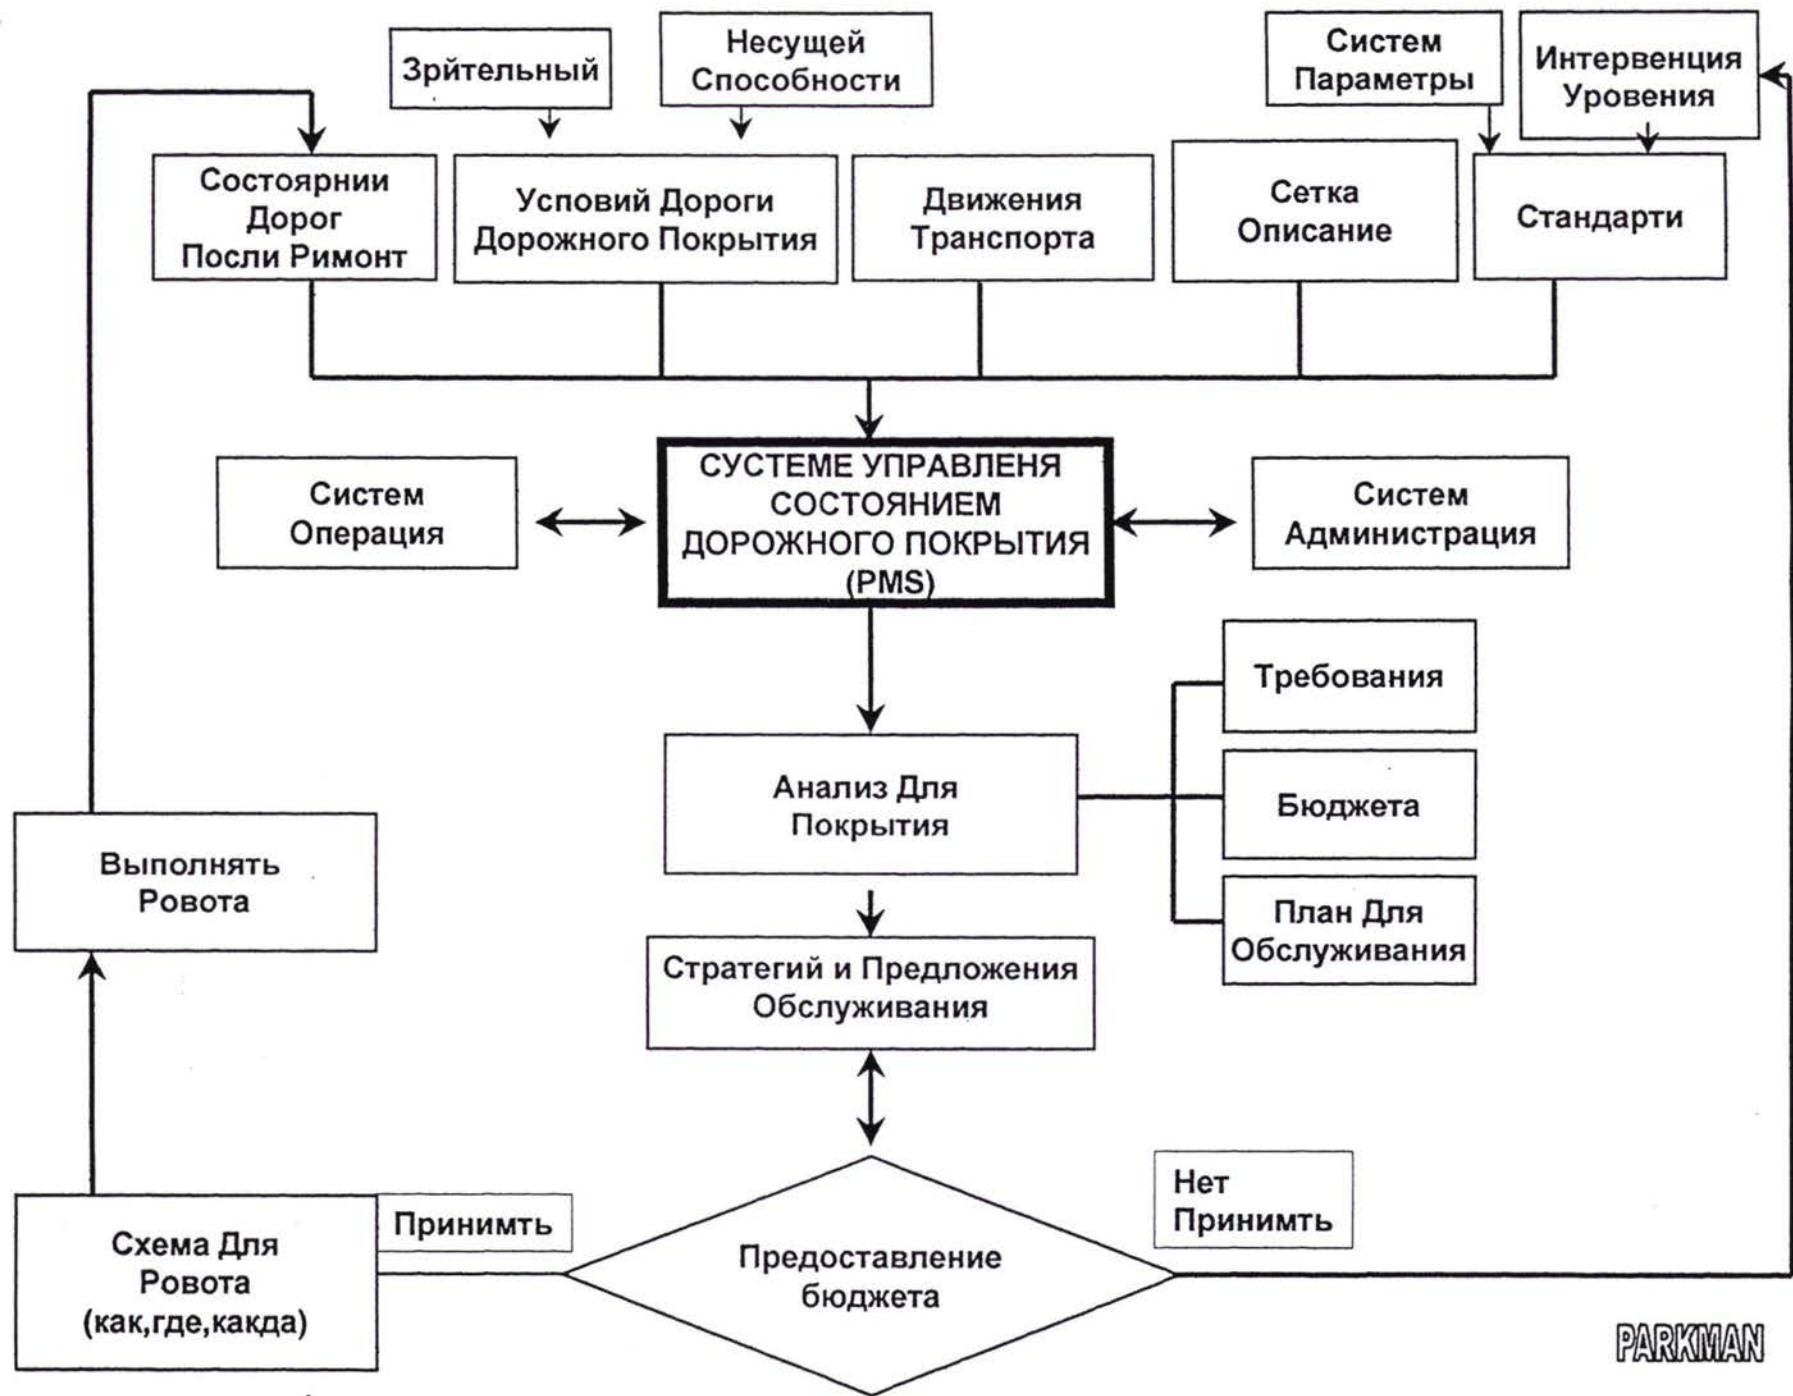 Зрйтельный
Несущей
Способности
Систем
Параметры
Интервенция
Уровения
Состоярнии
Дорог
Посли Римонт
Усповий Дороги
Дорожного Покрытия
Движения
Транспорта
Сетка
Описание
Стандарти
Систем
Операция
СУСТЕМЕ УПРАВЛЕНЯ
СОСТОЯНИЕМ
ДОРОЖНОГО ПОКРЫТИЯ
(PMS)
Систем
Администрация
Требования
Анализ Для
Покрытия
Бюджета
План Для
Обслуживания
Выполнять
Ровота
Стратегий и Предложения
Обслуживания
Схема Для
Ровота
(как,где,какда)
Принимть
Предоставление
бюджета
Нет
Принимть
PARKMAN